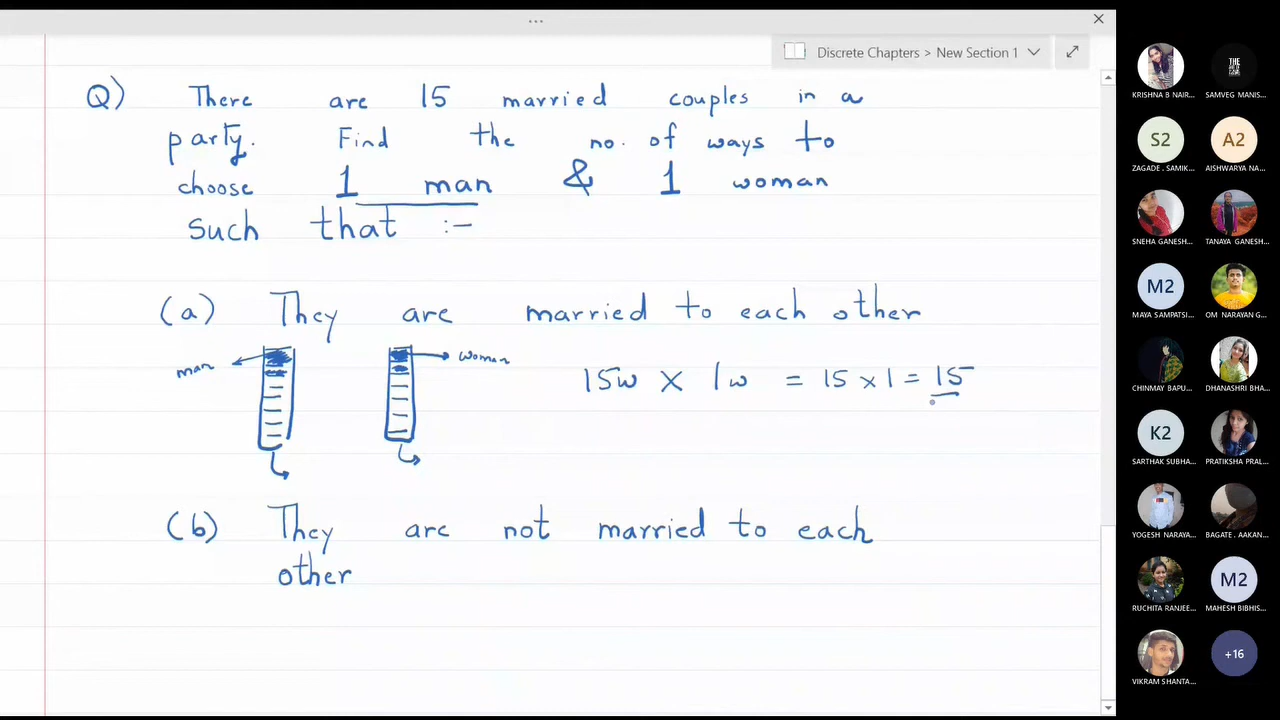 Discrete Chapters > New Section 1
Q) There are 15 married couples in a
party. Find the no. of ways to
choose 1 man & 1 woman
such that :-
(a) They are married to each other
man woman
15w X 1w = 15 x 1 = 15
(b) They are not married to each
other
KRISHNA B NAIR...
THE
SAMVEG MANIS...
S2
ZAGADE . SAMIK...
A2
AISHWARYA NA...
SNEHA GANESH...
TANAYA GANESH...
M2
MAYA SAMPATSI...
OM NARAYAN G...
CHINMAY BAPU...
DHANASHRI BHA...
K2
SARTHAK SUBHA...
PRATIKSHA PRAL...
YOGESH NARAYA...
BAGATE . AAKAN...
RUCHITA RANJEE...
M2
MAHESH BIBHIS...
VIKRAM SHANTA...
+16